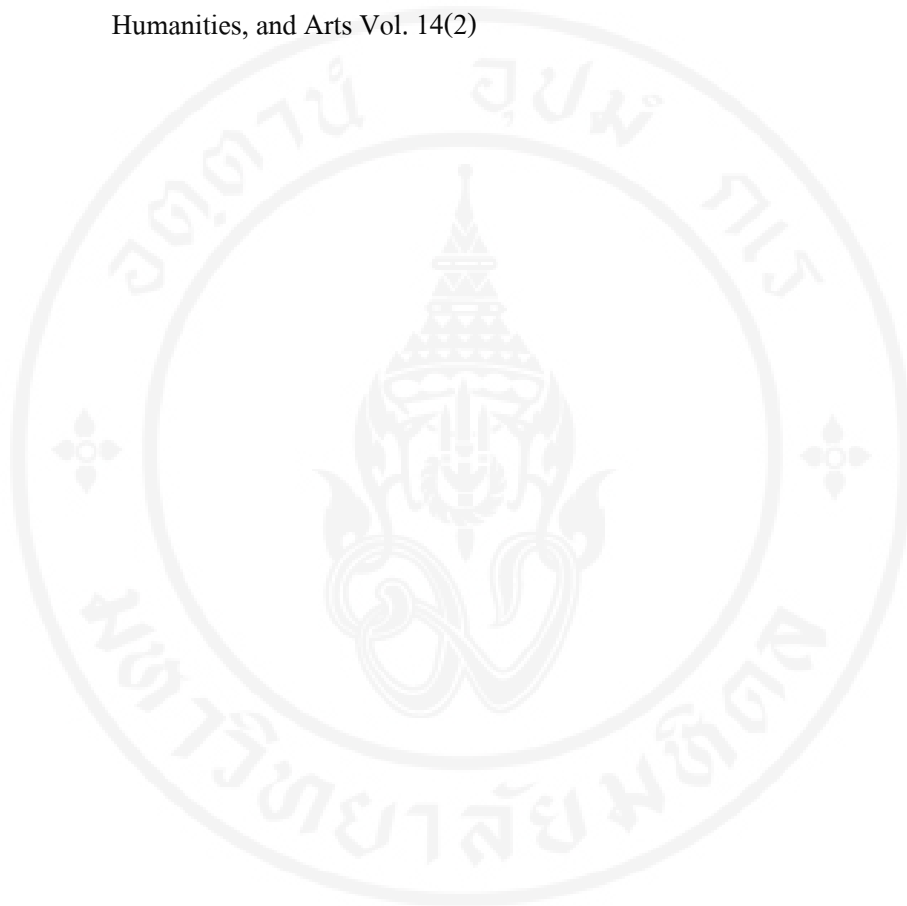 Humanities, and Arts Vol. 14(2)
อตฺตานํ อุปมํ กเร
มหาวิทยาลัยมหิดล